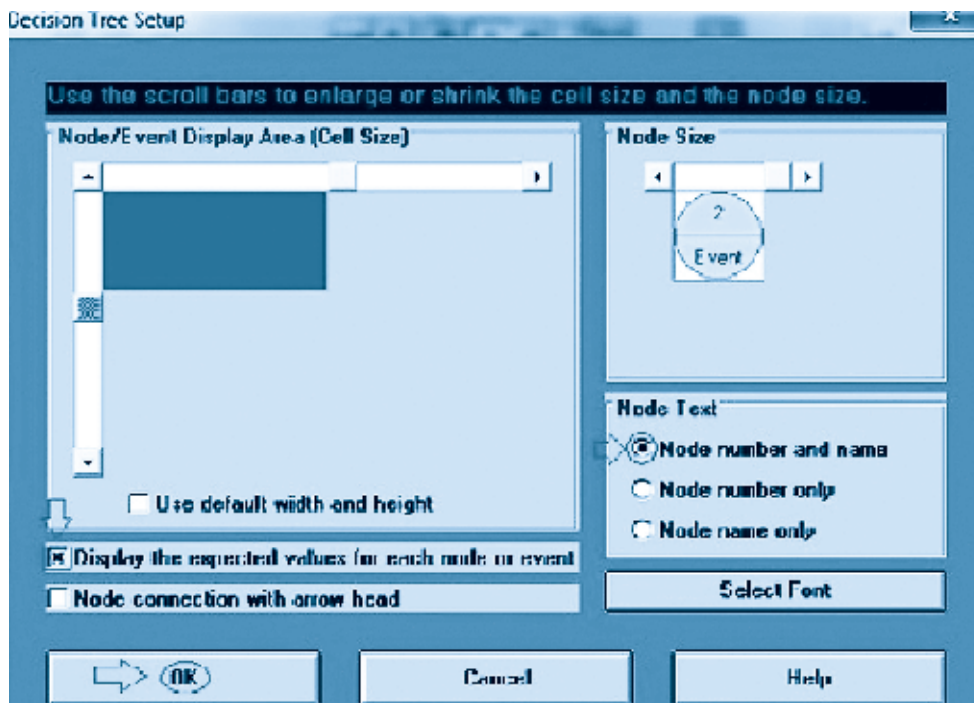 Decision Tree Setup
Use the scroll bars to enlarge or shrink the cell size and the node size.
Node/Event Display Area (Cell Size)
Use default width and height
Display the expected values for each node or event
Node connection with arrow head
Node Size
2
Event
Node Text
Node number and name
Node number only
Node name only
Select Font
OK
Cancel
Help